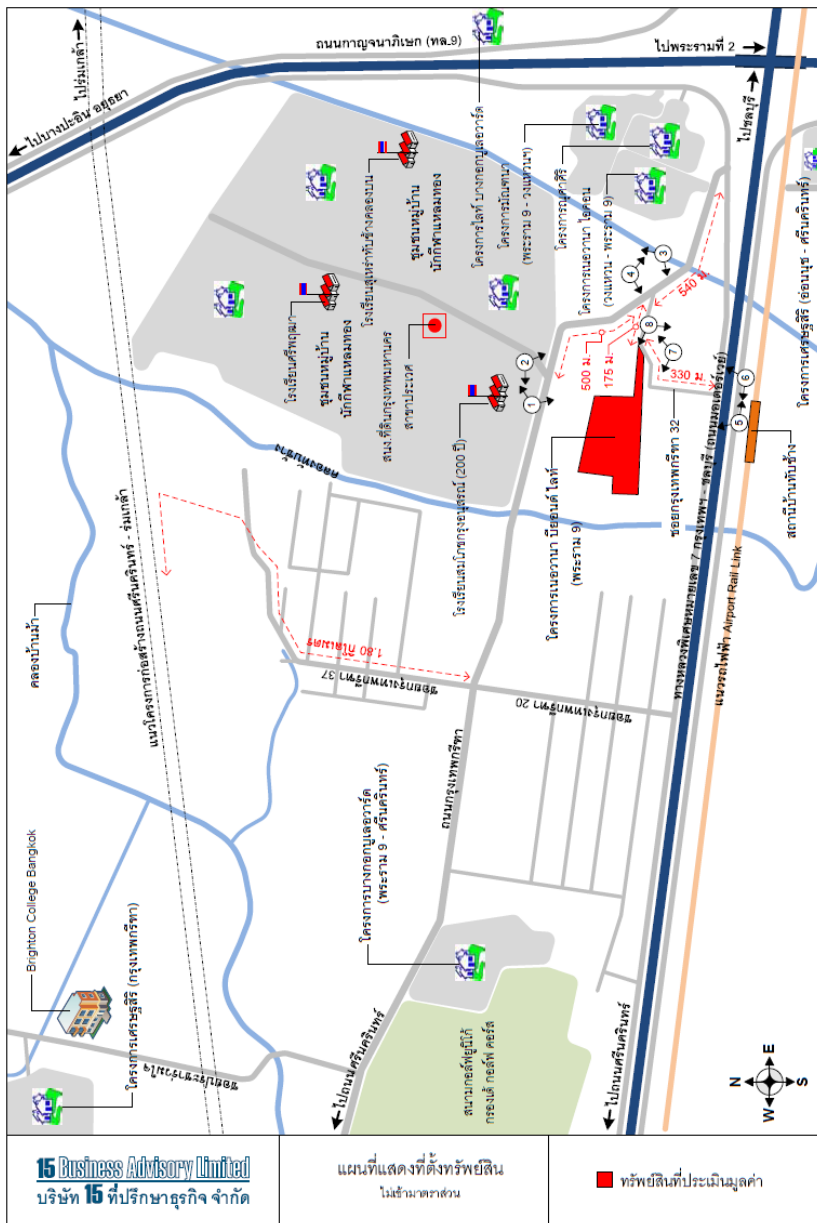 ไปบางปะอิน อยุธยา
ไปร่มเกล้า
ถนนกาญจนาภิเษก (ทล.9)
ไปพระรามที่ 2
ไปชลบุรี
โครงการไลท์ บางกอกบูเลอวาร์ด
โครงการมัณฑนา
(พระราม 9 - วงแหวนฯ)
โครงการณุศาศิริ
โครงการเนอวานา ไอคอน
(วงแหวน - พระราม 9)
โครงการเศรษฐสิริ (อ่อนนุช - ศรีนครินทร์)
โรงเรียนสุเหร่าทับช้างคลองบน
ชุมชนหมู่บ้าน
นักกีฬาแหลมทอง
โรงเรียนศรีพฤฒา
ชุมชนหมู่บ้าน
นักกีฬาแหลมทอง
สนง.ที่ดินกรุงเทพมหานคร
สาขาประเวศ
โรงเรียนสมโภชกรุงอนุสรณ์ (200 ปี)
คลองทับช้าง
1
2
3
4
5
6
7
8
540 ม.
500 ม.
175 ม.
330 ม.
โครงการเนอวานา บียอนด์ ไลท์
(พระราม 9)
ซอยกรุงเทพกรีฑา 32
สถานีบ้านทับช้าง
ทางหลวงพิเศษหมายเลข 7 กรุงเทพฯ - ชลบุรี (ถนนมอเตอร์เวย์)
แนวรถไฟฟ้า Airport Rail Link
คลองบ้านม้า
แนวโครงการก่อสร้างถนนศรีนครินทร์ - ร่มเกล้า
1.80 กิโลเมตร
ซอยกรุงเทพกรีฑา 37
ซอยกรุงเทพกรีฑา 20
ถนนกรุงเทพกรีฑา
โครงการบางกอกบูเลอวาร์ด
(พระราม 9 - ศรีนครินทร์)
Brighton College Bangkok
โครงการเศรษฐสิริ (กรุงเทพกรีฑา)
ซอยประชาร่วมใจ
ไปถนนศรีนครินทร์
สนามกอล์ฟยูนิโก้
กรองเด้ กอล์ฟ คอร์ส
ไปถนนศรีนครินทร์
N
E
S
W
15 Business Advisory Limited
บริษัท 15 ที่ปรึกษาธุรกิจ จำกัด
แผนที่แสดงที่ตั้งทรัพย์สิน
ไม่เข้ามาตราส่วน
ทรัพย์สินที่ประเมินมูลค่า